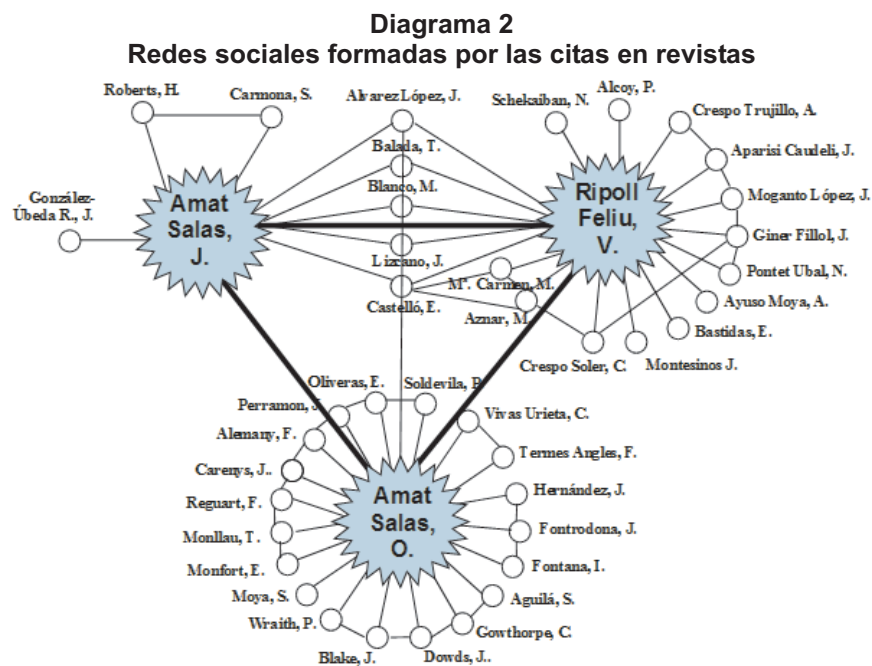 Diagrama 2
Redes sociales formadas por las citas en revistas
Roberts, H.
Carmona, S.
Alvarez López, J.
Schekaiban, N.
Alcoy, P.
Crespo Trujillo, A.
Balada, T.
Aparisi Caudeli, J.
Blanco, M.
Moganto López, J.
González-
Úbeda R., J.
Amat
Salas,
J.
Ripoll
Feliu,
V.
Giner Fillol, J.
Lizcano, J.
Pontet Ubal, N.
Mª. Carmen, M.
Castelló, E.
Aznar, M.
Ayuso Moya, A.
Bastidas, E.
Crespo Soler, C.
Montesinos J.
Oliveras, E.
Soldevila, P.
Perramon, J.
Vivas Urieta, C.
Alemany, F.
Termes Angles, F.
Carenys, J..
Hernández, J.
Reguart, F.
Amat
Salas,
O.
Fontrodona, J.
Monllau, T.
Monfort, E.
Fontana, I.
Moya, S.
Aguilá, S.
Wraith, P.
Gowthorpe, C.
Blake, J.
Dowds, J..